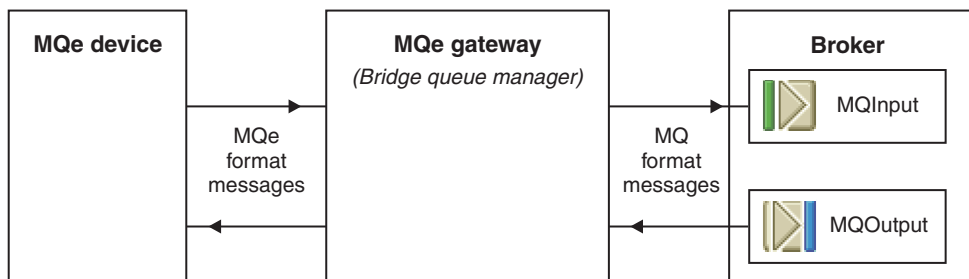 MQe device
MQe gateway
(Bridge queue manager)
Broker
MQInput
MQe
format
messages
MQ
format
messages
MQOutput